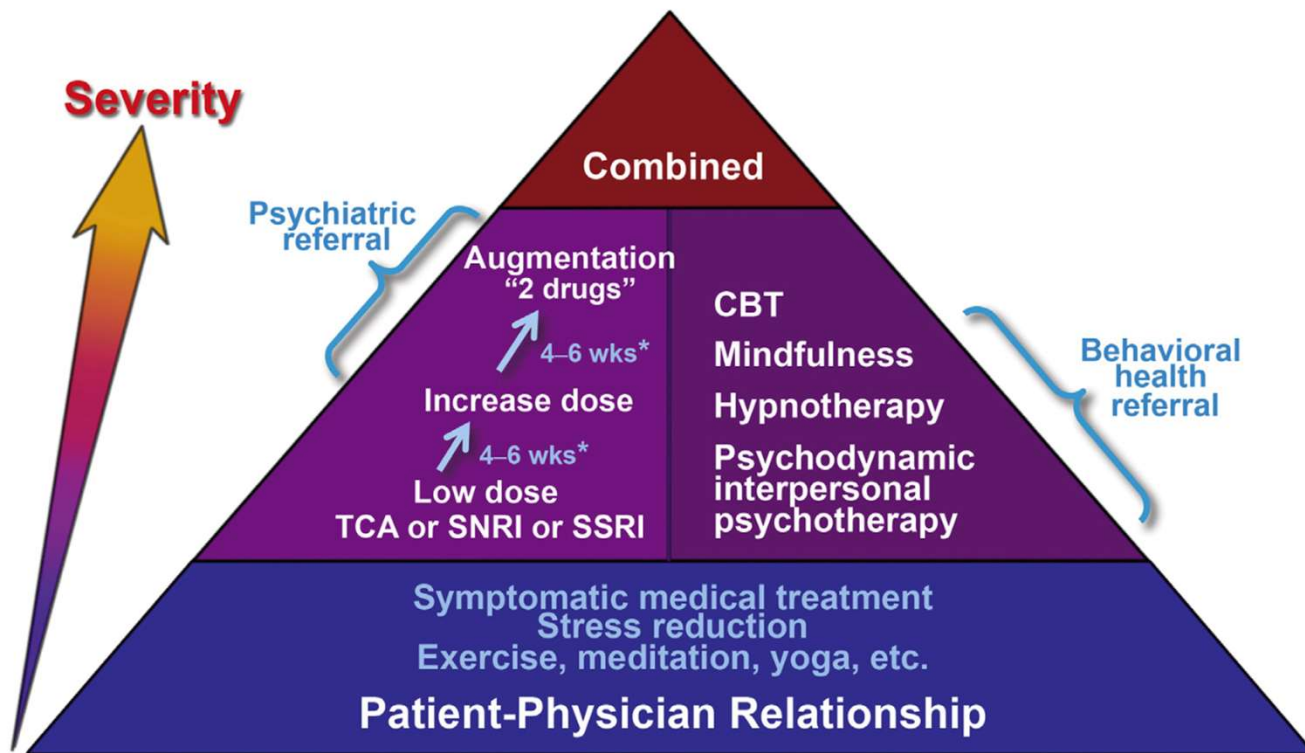 Severity
Combined
Psychiatric
referral
Augmentation
“2 drugs”
4–6 wks*
Increase dose
4–6 wks*
Low dose
TCA or SNRI or SSRI
CBT
Mindfulness
Hypnotherapy
Psychodynamic
interpersonal
psychotherapy
Behavioral
health
referral
Symptomatic medical treatment
Stress reduction
Exercise, meditation, yoga, etc.
Patient-Physician Relationship